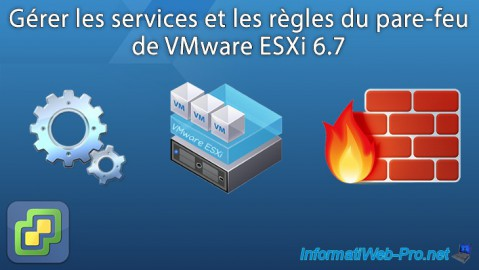 Gérer les services et les règles du pare-feu
de VMware ESXi 6.7
VM VM VM
VMware ESXi
InformatiWeb-Pro.net